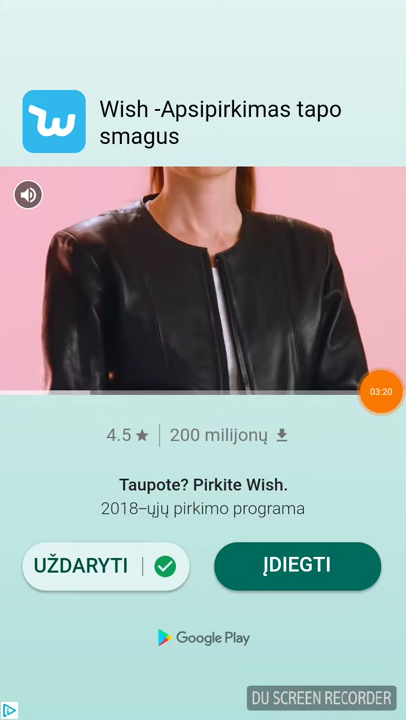 Wish -Apsipirkimas tapo
smagus
03:20
4.5 ★ | 200 milijonų
Taupote? Pirkite Wish.
2018-ųjų pirkimo programa
UŽDARYTI
ĮDIEGTI
Google Play
DU SCREEN RECORDER